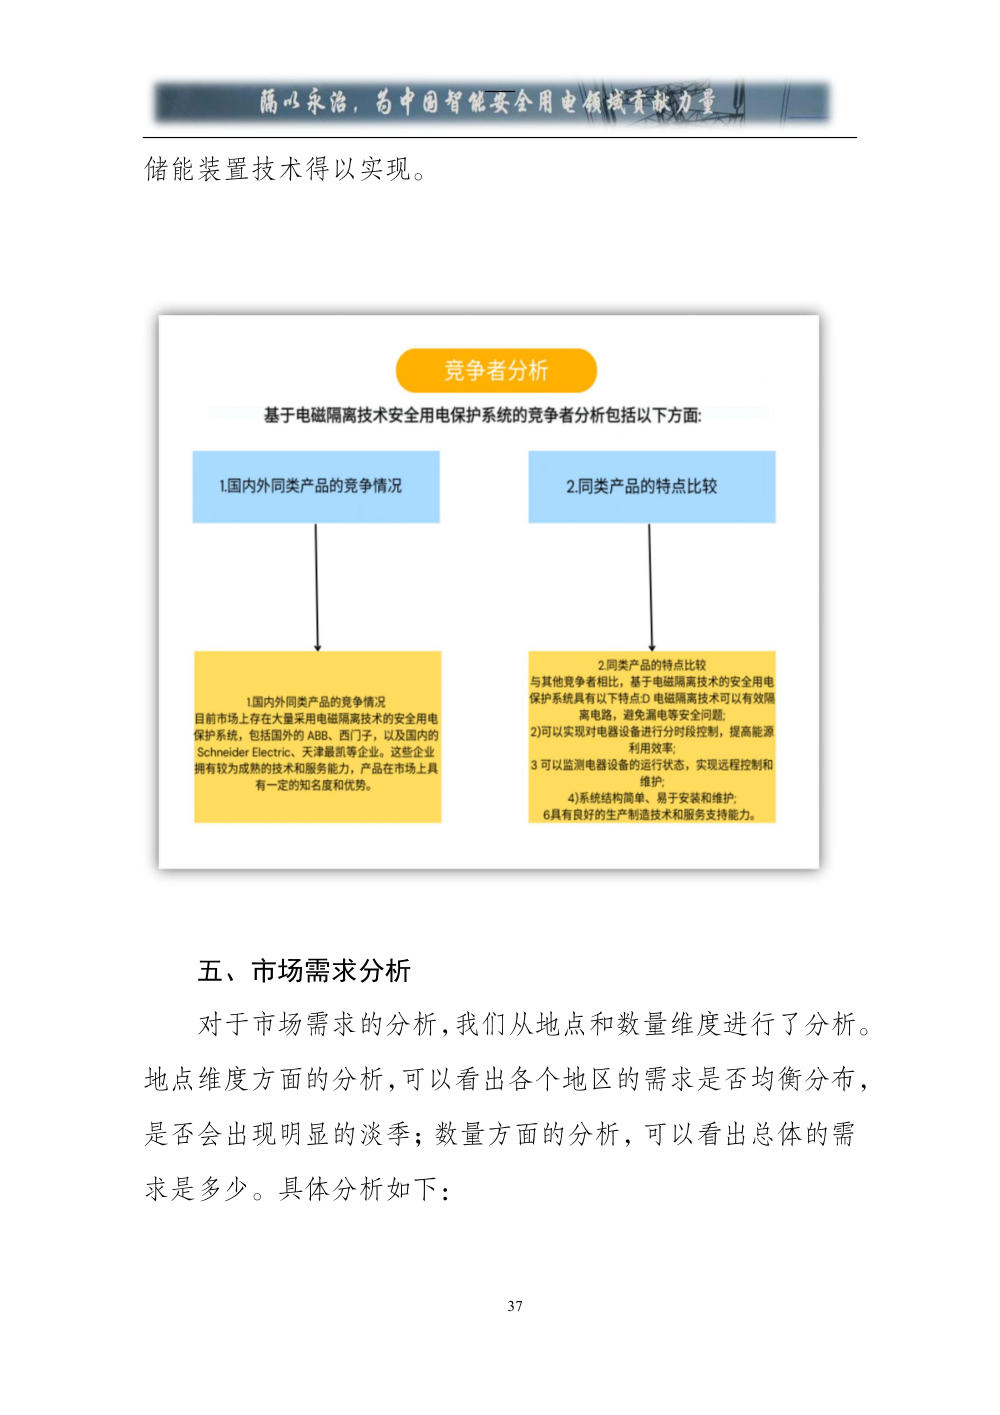 隔以永治，为中国智能安全用电领域贡献力量
储能装置技术得以实现。
竞争者分析
基于电磁隔离技术安全用电保护系统的竞争者分析包括以下方面:
1.国内外同类产品的竞争情况
2.同类产品的特点比较
1.国内外同类产品的竞争情况
目前市场上存在大量采用电磁隔离技术的安全用电
保护系统，包括国外的 ABB、西门子，以及国内的
Schneider Electric、天津最凯等企业。这些企业
拥有较为成熟的技术和服务能力，产品在市场上具
有一定的知名度和优势。
2.同类产品的特点比较
与其他竞争者相比，基于电磁隔离技术的安全用电
保护系统具有以下特点:D 电磁隔离技术可以有效隔
离电路，避免漏电等安全问题;
2)可以实现对电器设备进行分时段控制，提高能源
利用效率;
3 可以监测电器设备的运行状态，实现远程控制和
维护;
4)系统结构简单、易于安装和维护;
6具有良好的生产制造技术和服务支持能力。
五、市场需求分析
对于市场需求的分析，我们从地点和数量维度进行了分析。
地点维度方面的分析，可以看出各个地区的需求是否均衡分布，
是否会出现明显的淡季；数量方面的分析，可以看出总体的需
求是多少。具体分析如下：
37